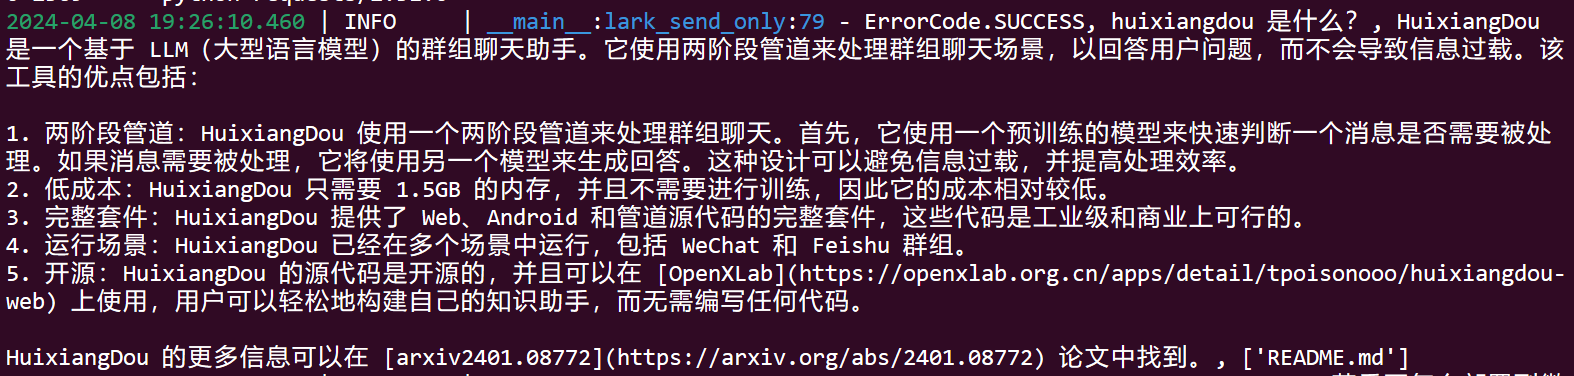 2024-04-08 19:26:10.460 | INFO     | __main__:lark_send_only:79 - ErrorCode.SUCCESS, huixiangdou 是什么？, HuixiangDou
是一个基于 LLM（大型语言模型）的群组聊天助手。它使用两阶段管道来处理群组聊天场景，以回答用户问题，而不会导致信息过载。该
工具的优点包括：
1. 两阶段管道：HuixiangDou 使用一个两阶段管道来处理群组聊天。首先，它使用一个预训练的模型来快速判断一个消息是否需要被处
理。如果消息需要被处理，它将使用另一个模型来生成回答。这种设计可以避免信息过载，并提高处理效率。
2. 低成本：HuixiangDou 只需要 1.5GB 的内存，并且不需要进行训练，因此它的成本相对较低。
3. 完整套件：HuixiangDou 提供了 Web、Android 和管道源代码的完整套件，这些代码是工业级和商业上可行的。
4. 运行场景：HuixiangDou 已经在多个场景中运行，包括 WeChat 和 Feishu 群组。
5. 开源：HuixiangDou 的源代码是开源的，并且可以在 [OpenXLab](https://openxlab.org.cn/apps/detail/tpoisonooo/huixiangdou-
web) 上使用，用户可以轻松地构建自己的知识助手，而无需编写任何代码。
HuixiangDou 的更多信息可以在 [arxiv2401.08772](https://arxiv.org/abs/2401.08772) 论文中找到。, ['README.md']